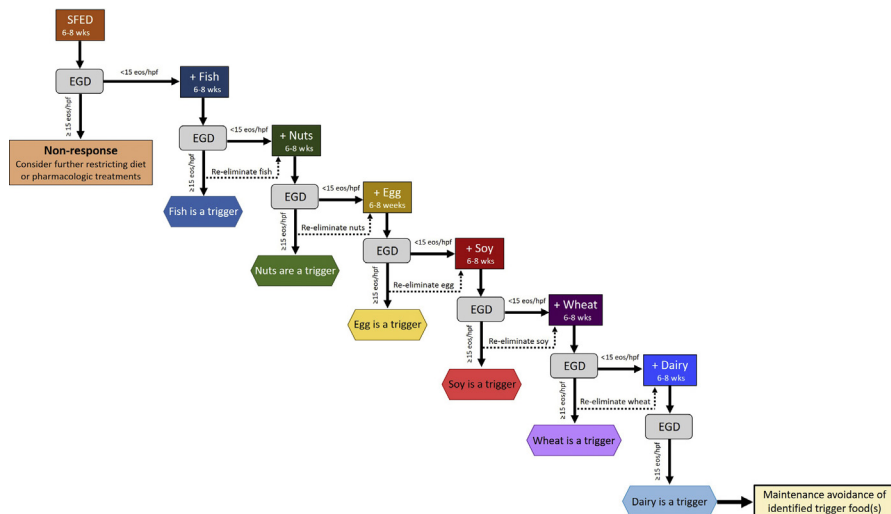 SFED
6-8 wks
EGD
<15 eos/hpf
≥ 15 eos/hpf
Non-response
Consider further restricting diet
or pharmacologic treatments
+ Fish
6-8 wks
EGD
<15 eos/hpf
≥15 eos/hpf
Re-eliminate fish
Fish is a trigger
+ Nuts
6-8 wks
EGD
<15 eos/hpf
≥15 eos/hpf
Re-eliminate nuts
Nuts are a trigger
+ Egg
6-8 weeks
EGD
<15 eos/hpf
≥15 eos/hpf
Re-eliminate egg
Egg is a trigger
+ Soy
6-8 wks
EGD
<15 eos/hpf
≥15 eos/hpf
Re-eliminate soy
Soy is a trigger
+ Wheat
6-8 wks
EGD
<15 eos/hpf
≥15 eos/hpf
Re-eliminate wheat
Wheat is a trigger
+ Dairy
6-8 wks
EGD
≥15 eos/hpf
Dairy is a trigger
Maintenance avoidance of
identified trigger food(s)